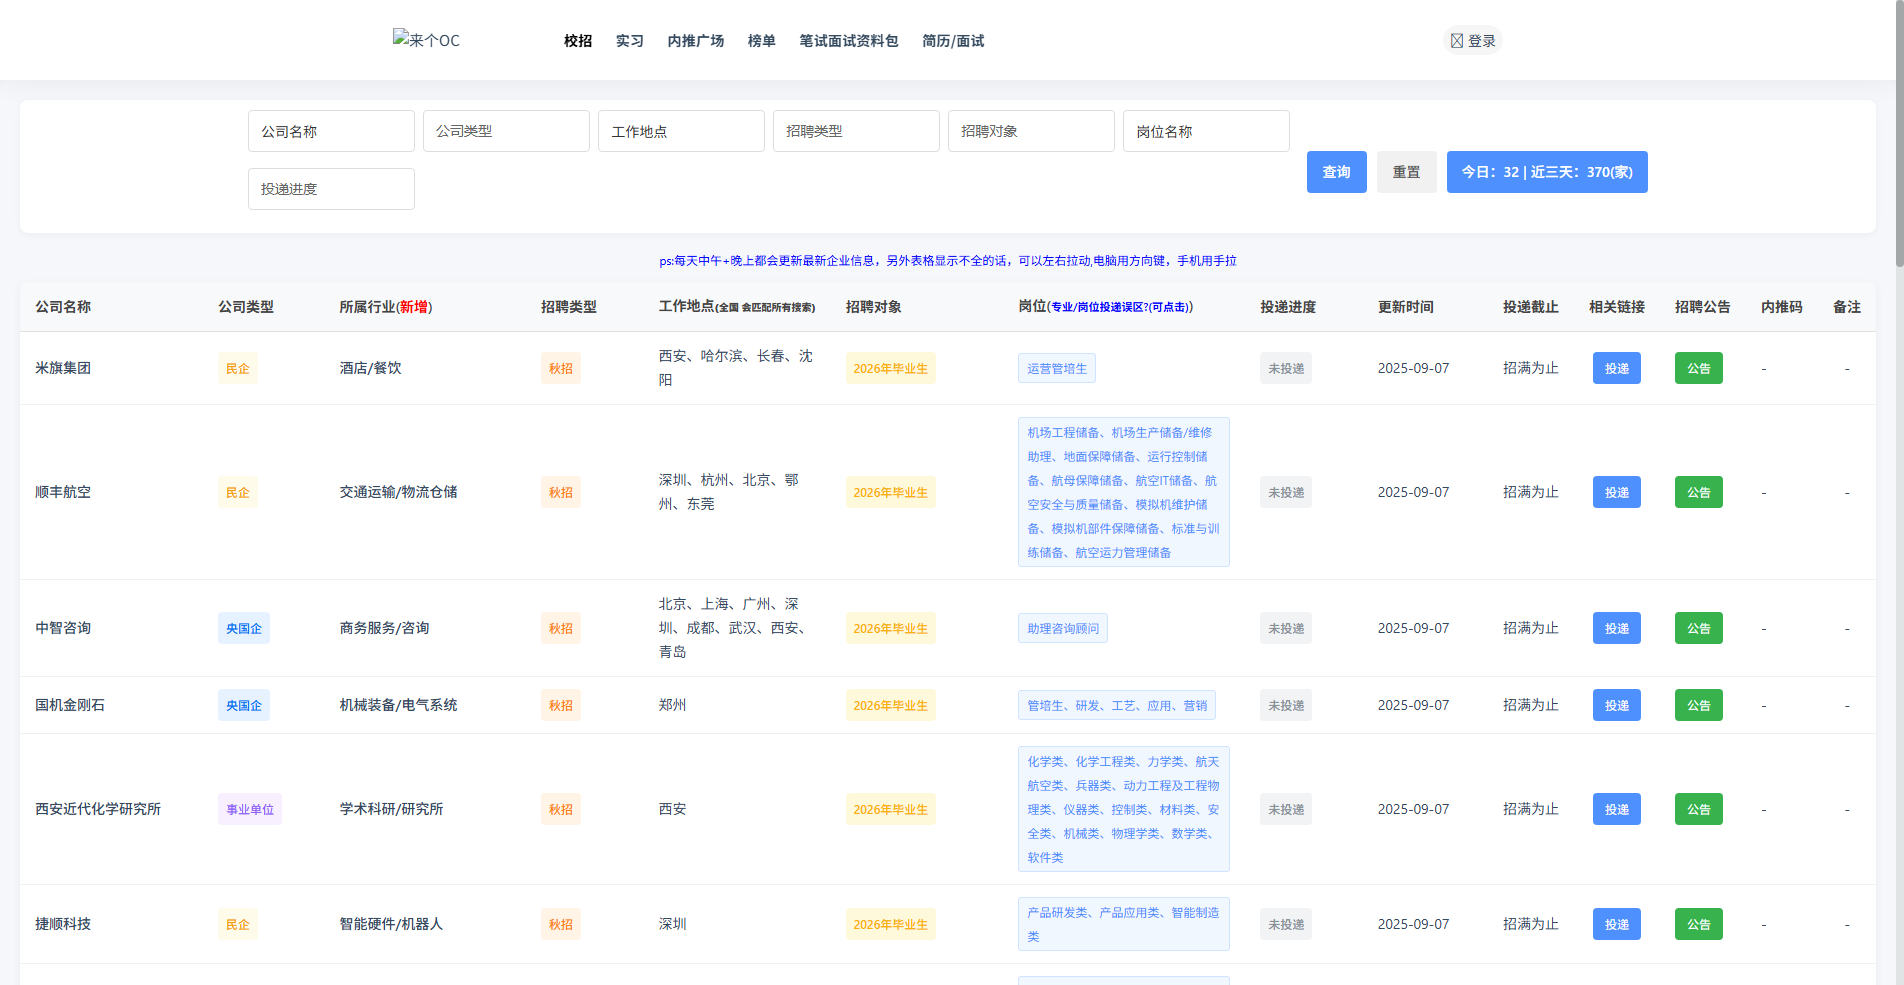 来个OC 校招 实习 内推广场 榜单 笔试面试资料包 简历/面试 登录
公司名称 公司类型 工作地点 招聘类型 招聘对象 岗位名称
投递进度 查询 重置 今日：32 | 近三天：370(家)
ps:每天中午+晚上都会更新最新企业信息，另外表格显示不全的话，可以左右拉动,电脑用方向键，手机用手拉
公司名称 公司类型 所属行业(新增) 招聘类型 工作地点(全国 会匹配所有搜索) 招聘对象 岗位(专业/岗位投递误区?(可点击)) 投递进度 更新时间 投递截止 相关链接 招聘公告 内推码 备注
米旗集团 民企 酒店/餐饮 秋招 西安、哈尔滨、长春、沈
阳 2026年毕业生 运营管培生 未投递 2025-09-07 招满为止 投递 公告 - -
顺丰航空 民企 交通运输/物流仓储 秋招 深圳、杭州、北京、鄂
州、东莞 2026年毕业生 机场工程储备、机场生产储备/维修
助理、地面保障储备、运行控制储
备、航母保障储备、航空IT储备、航
空安全与质量储备、模拟机维护储
备、模拟机部件保障储备、标准与训
练储备、航空运力管理储备 未投递 2025-09-07 招满为止 投递 公告 - -
中智咨询 央国企 商务服务/咨询 秋招 北京、上海、广州、深
圳、成都、武汉、西安、
青岛 2026年毕业生 助理咨询顾问 未投递 2025-09-07 招满为止 投递 公告 - -
国机金刚石 央国企 机械装备/电气系统 秋招 郑州 2026年毕业生 管培生、研发、工艺、应用、营销 未投递 2025-09-07 招满为止 投递 公告 - -
西安近代化学研究所 事业单位 学术科研/研究所 秋招 西安 2026年毕业生 化学类、化学工程类、力学类、航天
航空类、兵器类、动力工程及工程物
理类、仪器类、控制类、材料类、安
全类、机械类、物理学类、数学类、
软件类 未投递 2025-09-07 招满为止 投递 公告 - -
捷顺科技 民企 智能硬件/机器人 秋招 深圳 2026年毕业生 产品研发类、产品应用类、智能制造
类 未投递 2025-09-07 招满为止 投递 公告 - -